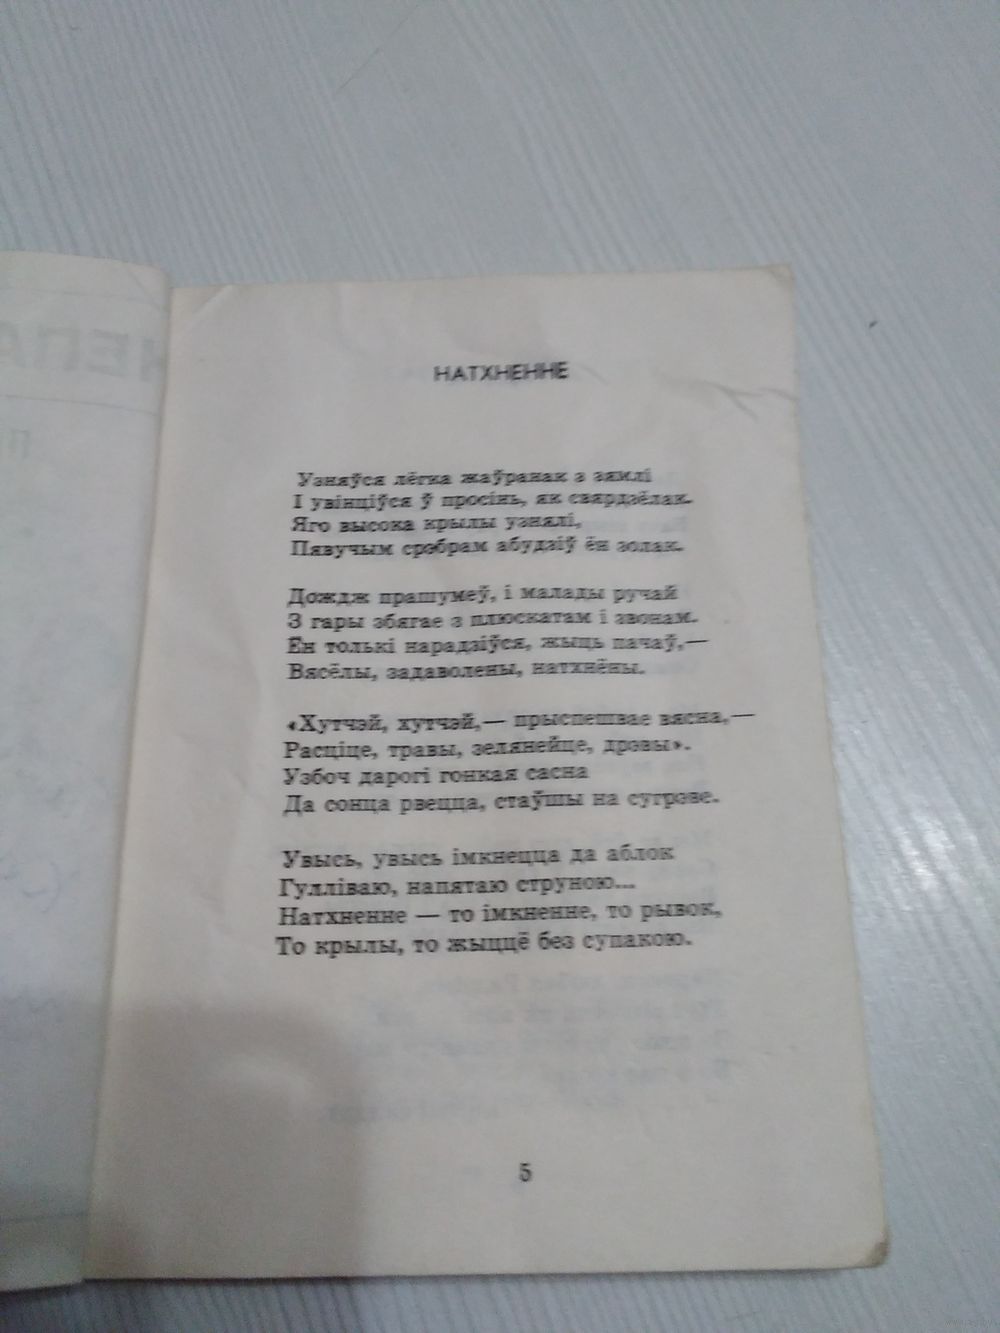 НАТХНЕННЕ
Узняўся лёгка жаўранак з зямлі
І увінціўся ў просінь, як свярдзёлак.
Яго высока крылы узнялі,
Пявучым срэбрам абудзіў ён золак.
Дождж прашумеў, і малады ручай
З гары збягае з плюскатам і звонам.
Ен толькі нарадзіўся, жыць пачаў,—
Вясёлы, задаволены, натхнёны.
«Хутчэй, хутчэй,— прыспешвае вясна,—
Расціце, травы, зелянейце, дрэвы».
Узбоч дарогі гонкая сасна
Да сонца рвецца, стаўшы на сугрэве.
Увысь, увысь імкнецца да аблок
Гулліваю, напятаю струною...
Натхненне — то імкненне, то рывок,
То крылы, то жыццё без супакою.
5